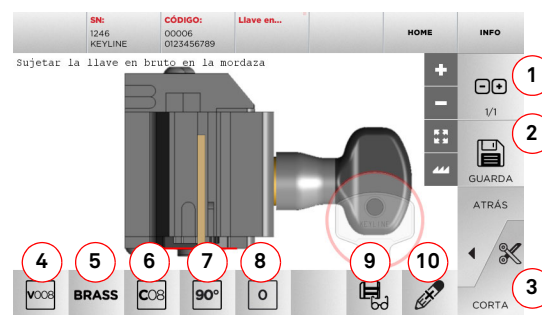 SN:
1246
KEYLINE
CÓDIGO:
00006
0123456789
Llave en...
HOME
INFO
Sujetar la llave en bruto en la mordaza
1
1/1
2
GUARDA
ATRÁS
3
CORTA
KEYLINE
4
5
6
7
8
9
10
V008
BRASS
C08
90°
0